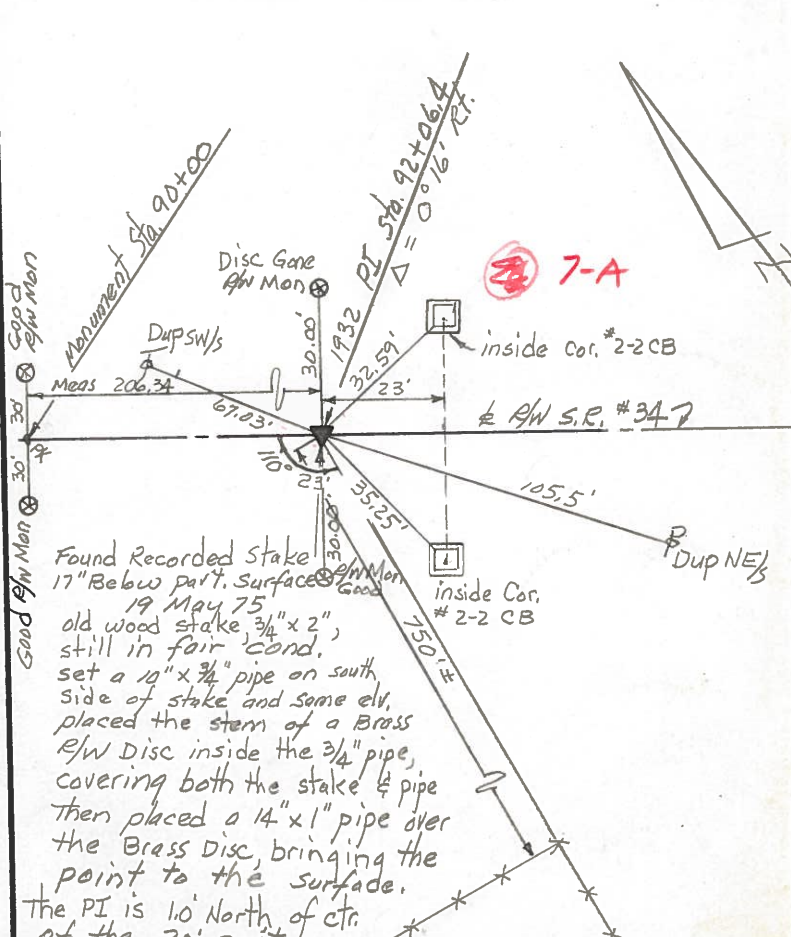 Monument Sta. 90+00
1932 PI Sta. 92+06.4
Δ = 0° 16' Rt.
7-A
Good
R/W Mon
Disc Gone
R/W Mon
30.00'
Dup SW/s
32.59'
inside Cor. #2-2 CB
Meas 206.34'
23'
67.03'
30'
30'
℄ R/W S.R. #34
110°
23'
35.25'
105.5'
Dup NE/s
Good R/W Mon
30.00'
R/W Mon
Good
inside Cor.
# 2-2 CB
750'±
Found Recorded Stake
17" Below pavt. Surface
19 May 75
old wood stake, 3/4" x 2",
still in fair cond.
set a 10" x 3/4" pipe on south
side of stake and same elv,
placed the stem of a Brass
R/W Disc inside the 3/4" pipe,
covering both the stake & pipe
Then placed a 14" x 1" pipe over
the Brass Disc, bringing the
point to the surface.
The PI is 1.0' North of ctr.
of the